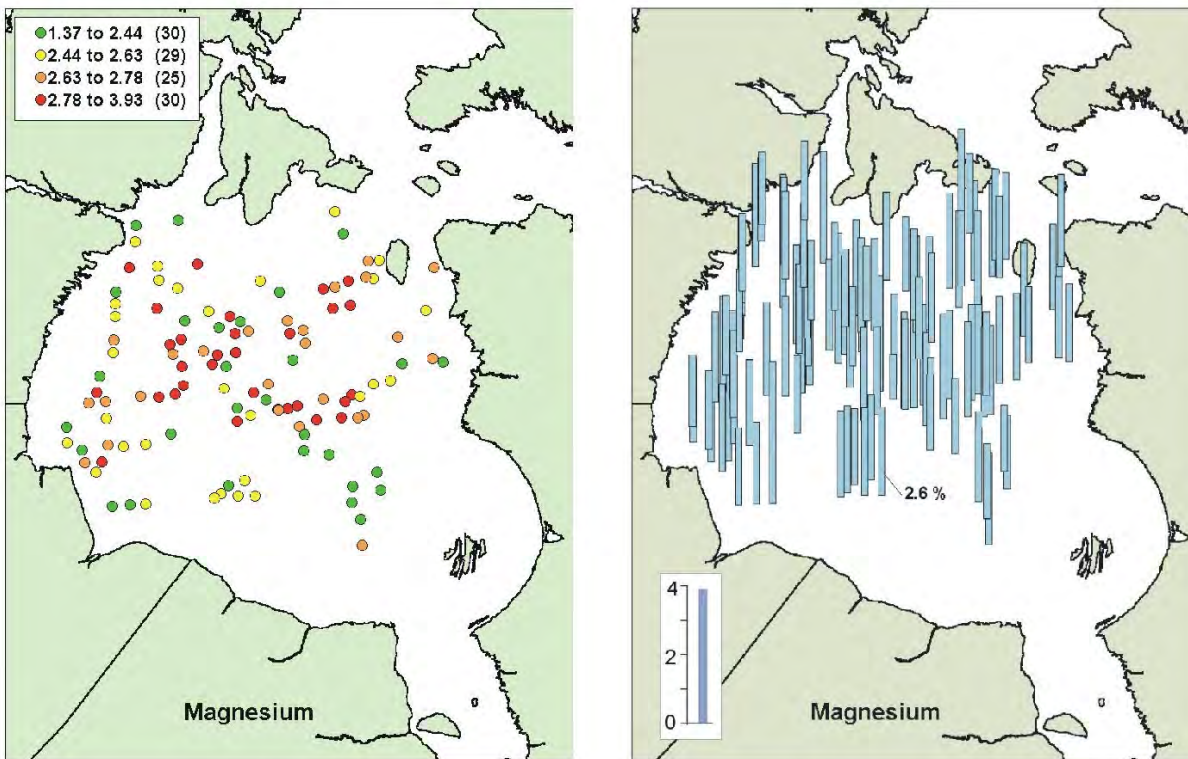 1.37 to 2.44 (30)
2.44 to 2.63 (29)
2.63 to 2.78 (25)
2.78 to 3.93 (30)
Magnesium
2.6 %
4
2
0
Magnesium